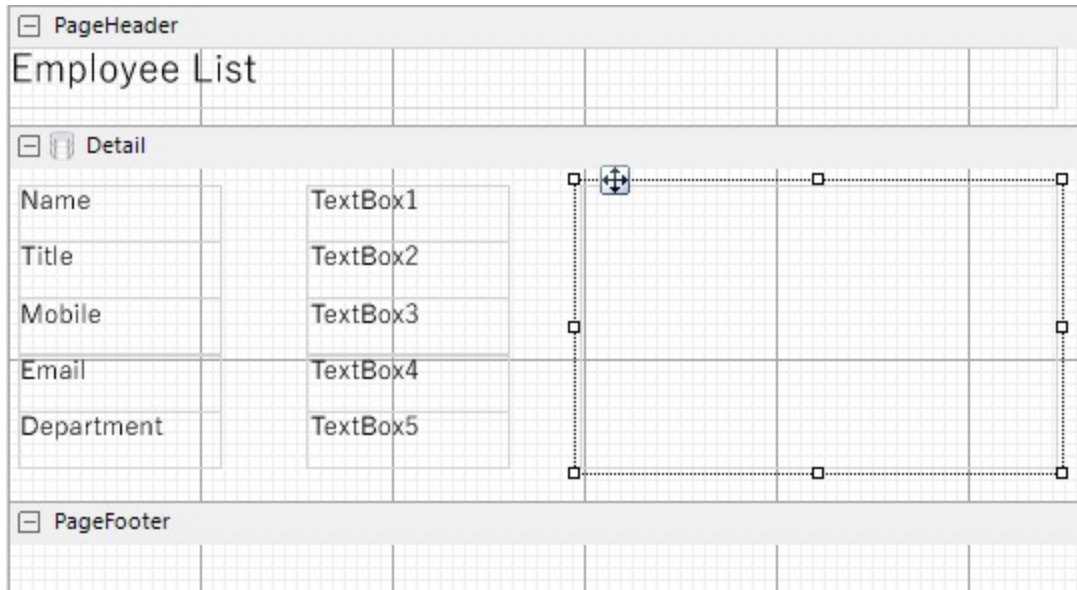 PageHeader
Employee List
Detail
Name TextBox1
Title TextBox2
Mobile TextBox3
Email TextBox4
Department TextBox5
PageFooter